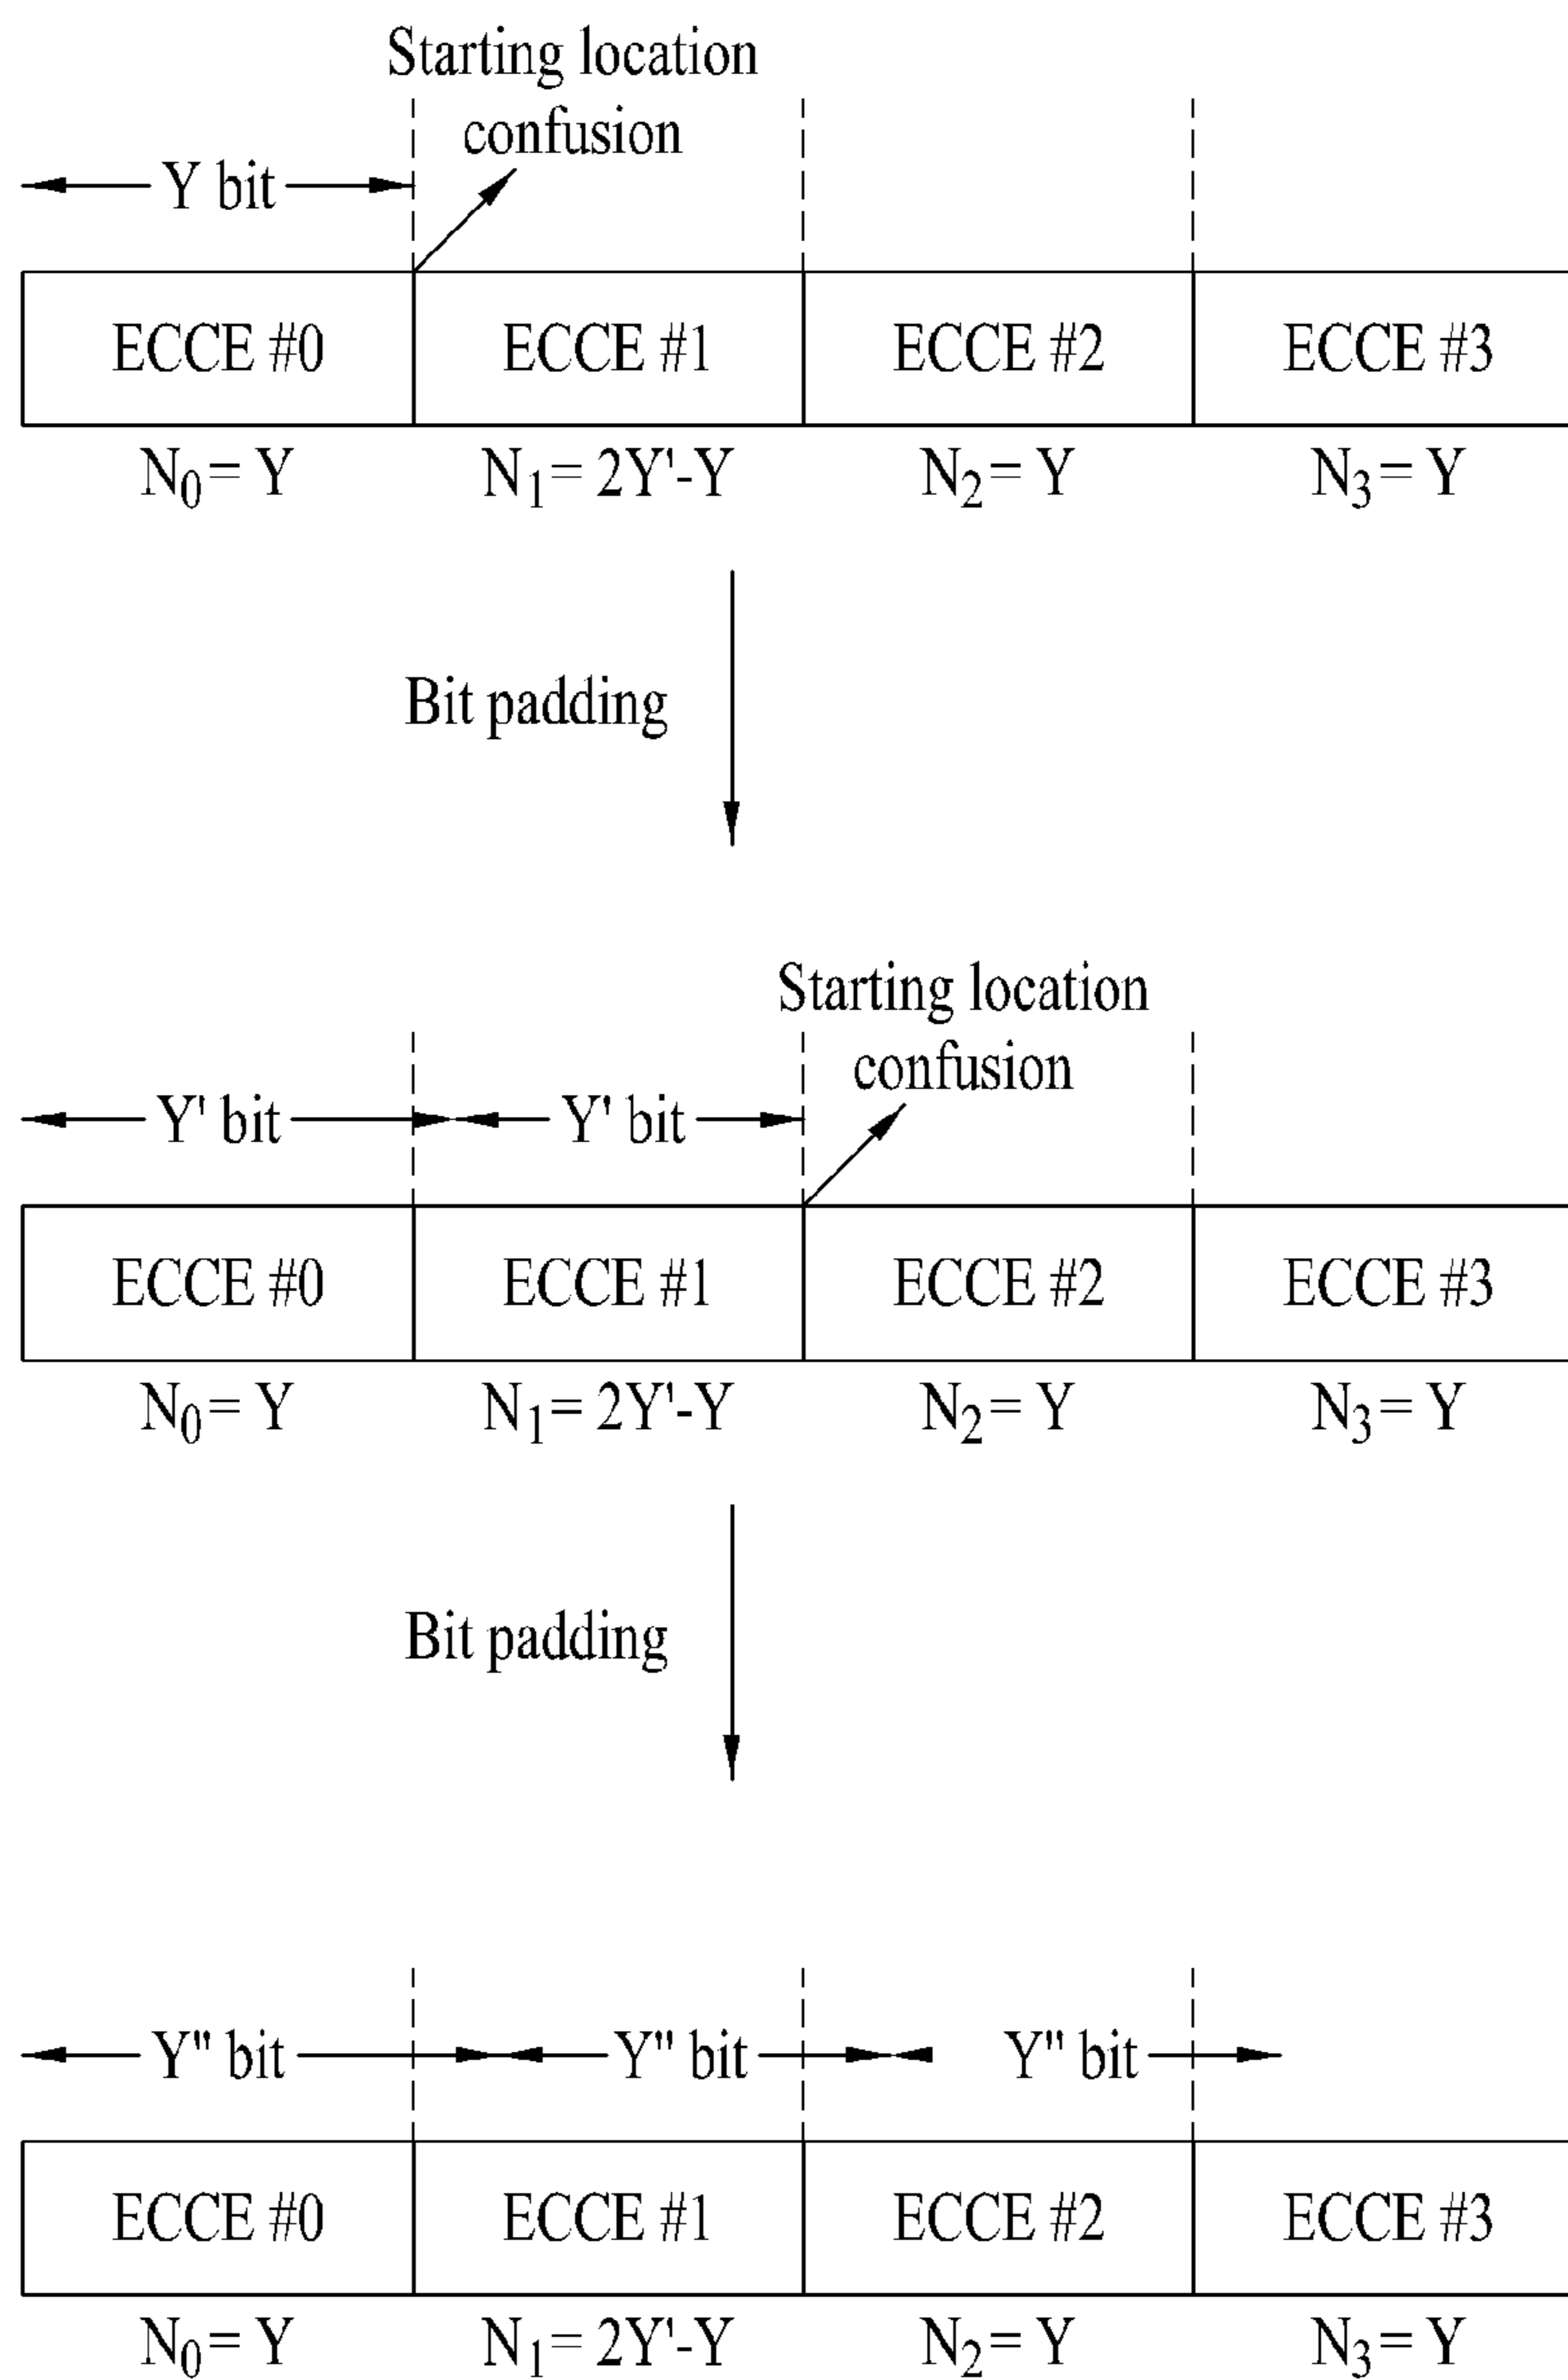 Starting location
confusion
Y bit
ECCE #0 ECCE #1 ECCE #2 ECCE #3
N₀ = Y N₁ = 2Y'-Y N₂ = Y N₃ = Y
Bit padding
Starting location
confusion
Y' bit Y' bit
ECCE #0 ECCE #1 ECCE #2 ECCE #3
N₀ = Y N₁ = 2Y'-Y N₂ = Y N₃ = Y
Bit padding
Y" bit Y" bit Y" bit
ECCE #0 ECCE #1 ECCE #2 ECCE #3
N₀ = Y N₁ = 2Y'-Y N₂ = Y N₃ = Y